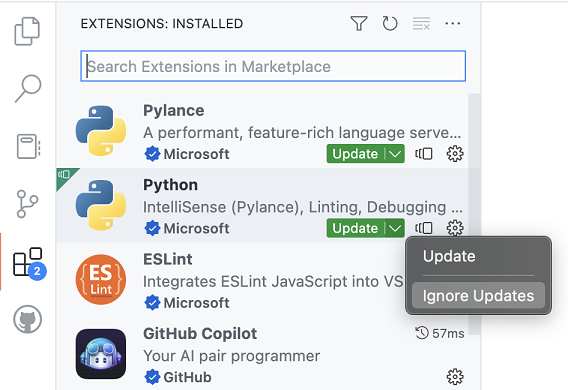 EXTENSIONS: INSTALLED
Search Extensions in Marketplace
Pylance
A performant, feature-rich language serve...
Microsoft
Update
Python
IntelliSense (Pylance), Linting, Debugging ...
Microsoft
Update
Update
Ignore Updates
ESLint
Integrates ESLint JavaScript into VS
Microsoft
ES
Lint
2
GitHub Copilot
57ms
Your AI pair programmer
GitHub